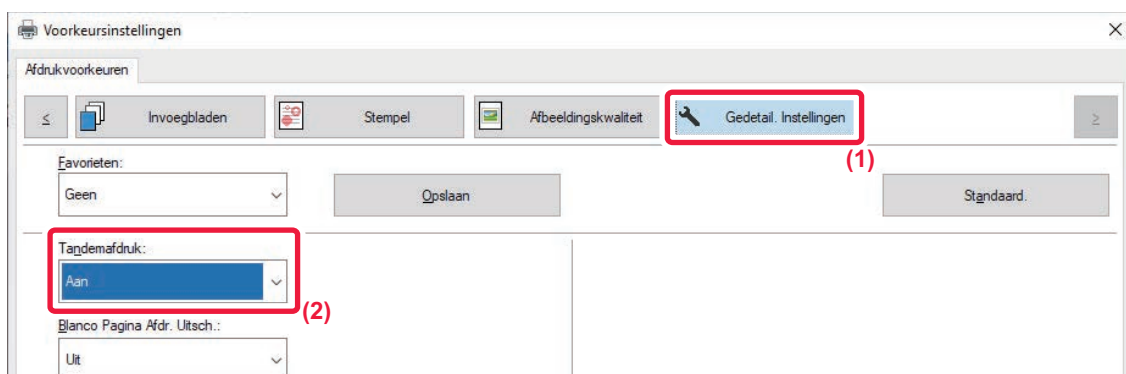 Voorkeursinstellingen
Afdrukvoorkeuren
< Invoegbladen Stempel Afbeeldingskwaliteit Gedetail. Instellingen >
(1)
Favorieten:
Geen Opslaan Standaard.
Tandemafdruk:
Aan
(2)
Blanco Pagina Afdr. Uitsch.:
Uit